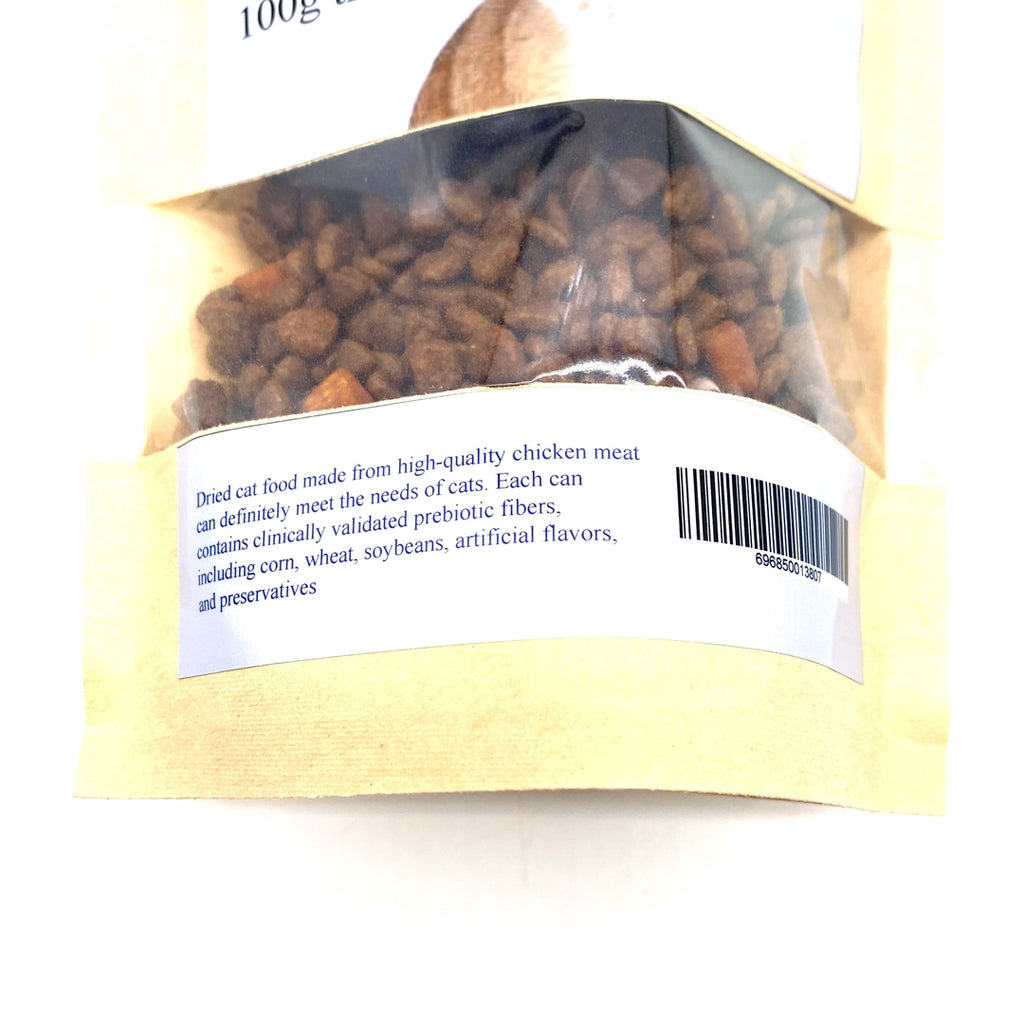 100g
Dried cat food made from high-quality chicken meat
can definitely meet the needs of cats. Each can
contains clinically validated prebiotic fibers,
including corn, wheat, soybeans, artificial flavors,
and preservatives
696850013807